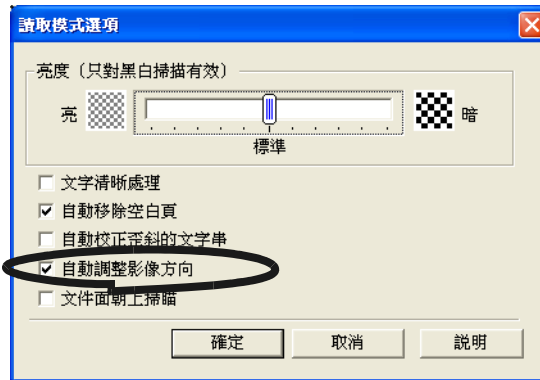 讀取模式選項
亮度〔只對黑白掃描有效〕
亮
暗
標準
文字清晰處理
自動移除空白頁
自動校正歪斜的文字串
自動調整影像方向
文件面朝上掃瞄
確定
取消
說明